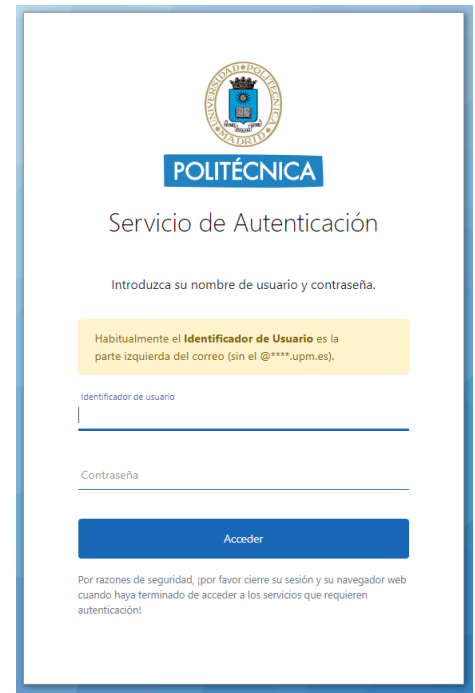 UNIVERSIDAD POLITÉCNICA
MADRID
POLITÉCNICA
Servicio de Autenticación
Introduzca su nombre de usuario y contraseña.
Habitualmente el Identificador de Usuario es la
parte izquierda del correo (sin el @****.upm.es).
Identificador de usuario
Contraseña
Acceder
Por razones de seguridad, ¡por favor cierre su sesión y su navegador web
cuando haya terminado de acceder a los servicios que requieren
autenticación!